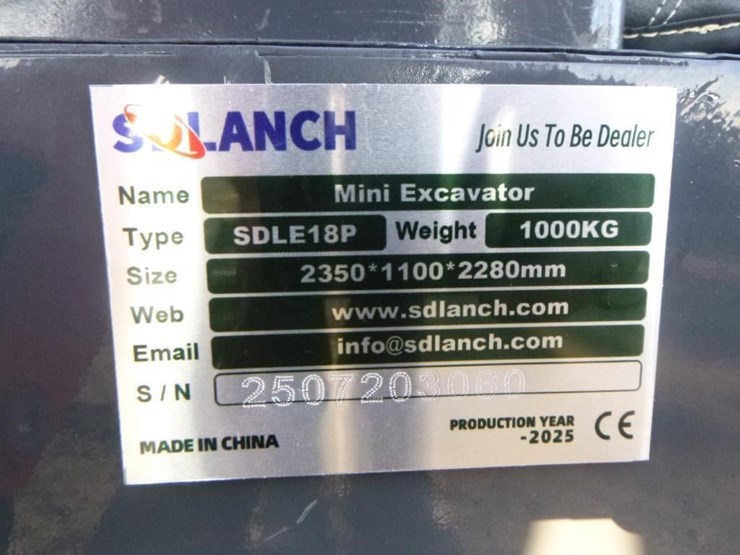 SDLANCH Join Us To Be Dealer
Name Mini Excavator
Type SDLE18P Weight 1000KG
Size 2350*1100*2280mm
Web www.sdlanch.com
Email info@sdlanch.com
S/N 2507203060
MADE IN CHINA PRODUCTION YEAR
-2025 CE